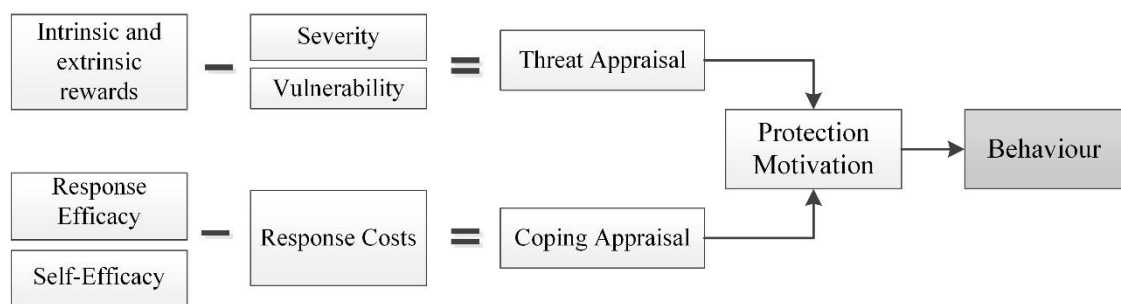 Intrinsic and
extrinsic
rewards
−
Severity
Vulnerability
=
Threat Appraisal
Protection
Motivation
Behaviour
Response
Efficacy
Self-Efficacy
−
Response Costs
=
Coping Appraisal